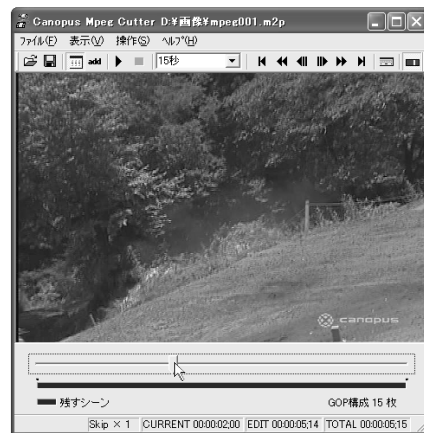 Canopus Mpeg Cutter D:¥画像¥mpeg001.m2p
ファイル(F) 表示(V) 操作(S) ヘルプ(H)
add 15秒
canopus
残すシーン GOP構成 15 枚
Skip × 1 CURRENT 00:00:02;00 EDIT 00:00:05;14 TOTAL 00:00:05;15